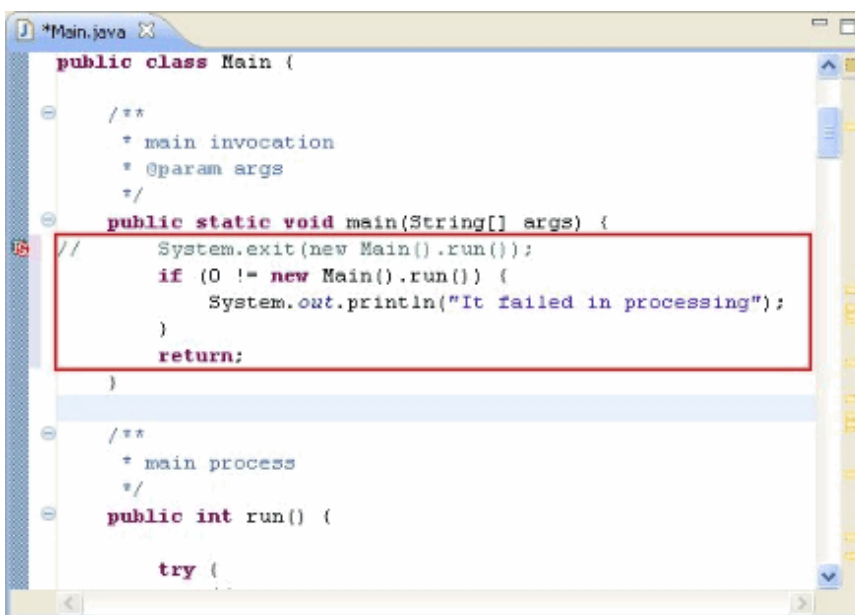 *Main.java
public class Main {
/**
* main invocation
* @param args
*/
public static void main(String[] args) {
// System.exit(new Main().run());
if (0 != new Main().run()) {
System.out.println("It failed in processing");
}
return;
}
/**
* main process
*/
public int run() {
try {